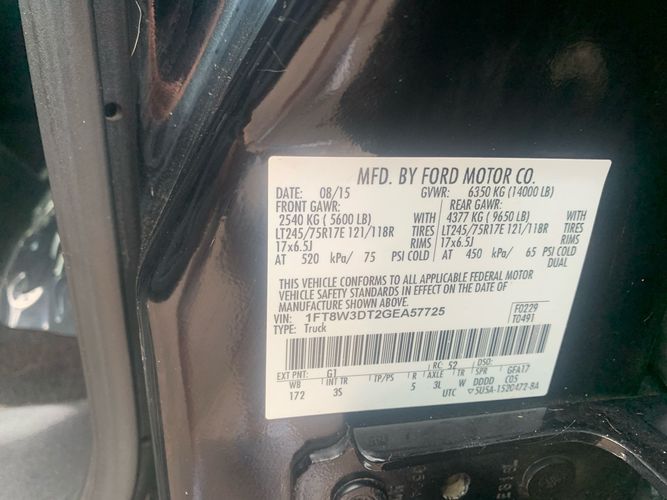 MFD. BY FORD MOTOR CO.
DATE: 08/15 GVWR: 6350 KG (14000 LB)
FRONT GAWR: REAR GAWR:
2540 KG ( 5600 LB) WITH 4377 KG ( 9650 LB) WITH
LT245/75R17E 121/118R TIRES LT245/75R17E 121/118R TIRES
17x6.5J RIMS 17x6.5J RIMS
AT 520 kPa/ 75 PSI COLD AT 450 kPa/ 65 PSI COLD
DUAL
THIS VEHICLE CONFORMS TO ALL APPLICABLE FEDERAL MOTOR
VEHICLE SAFETY STANDARDS IN EFFECT ON THE DATE OF
MANUFACTURE SHOWN ABOVE.
VIN: 1FT8W3DT2GEA57725 F0229
TYPE: Truck T0491
EXT PNT: G1 RC: 52 DSO:
WB INT TR TP/PS R AXLE TR SPR GFA17
172 3S 5 3L W DDDD C05
UTC ▽5U5A-1520472-BA